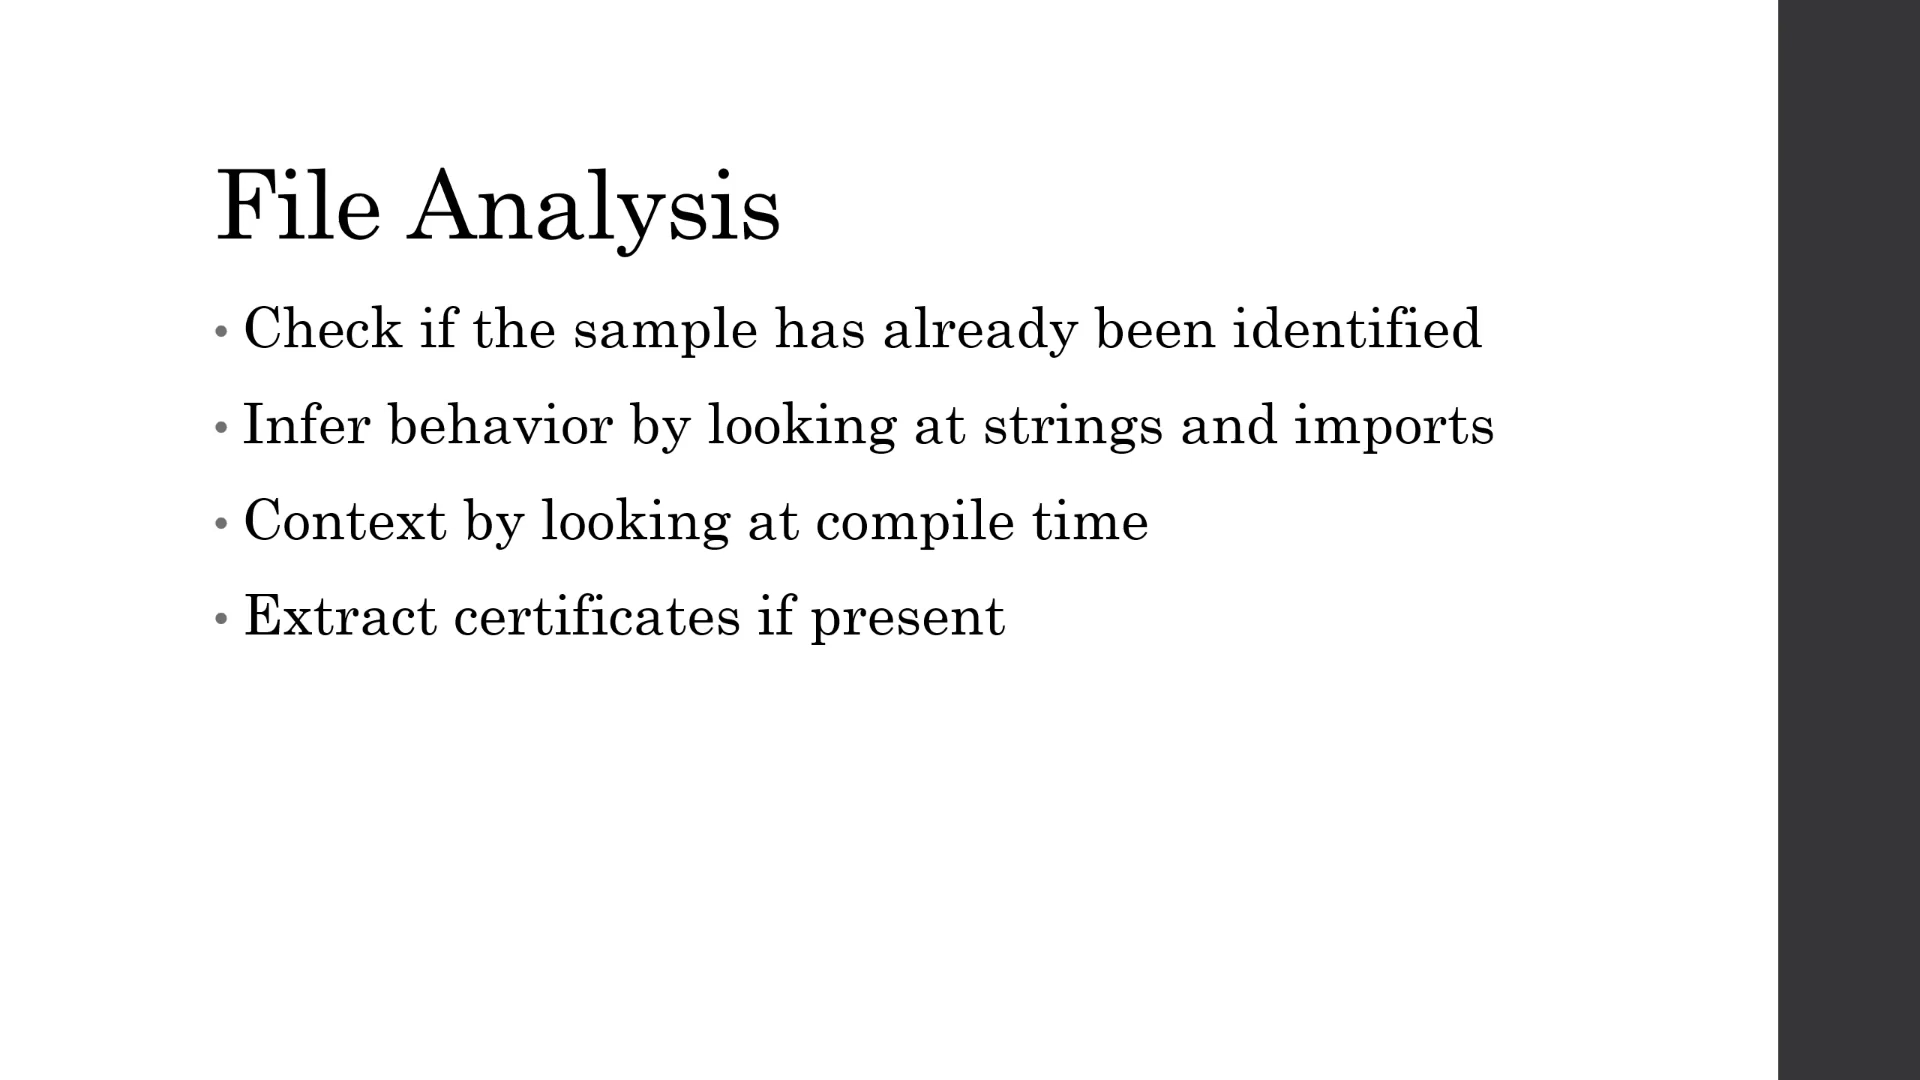 File Analysis
• Check if the sample has already been identified
• Infer behavior by looking at strings and imports
• Context by looking at compile time
• Extract certificates if present